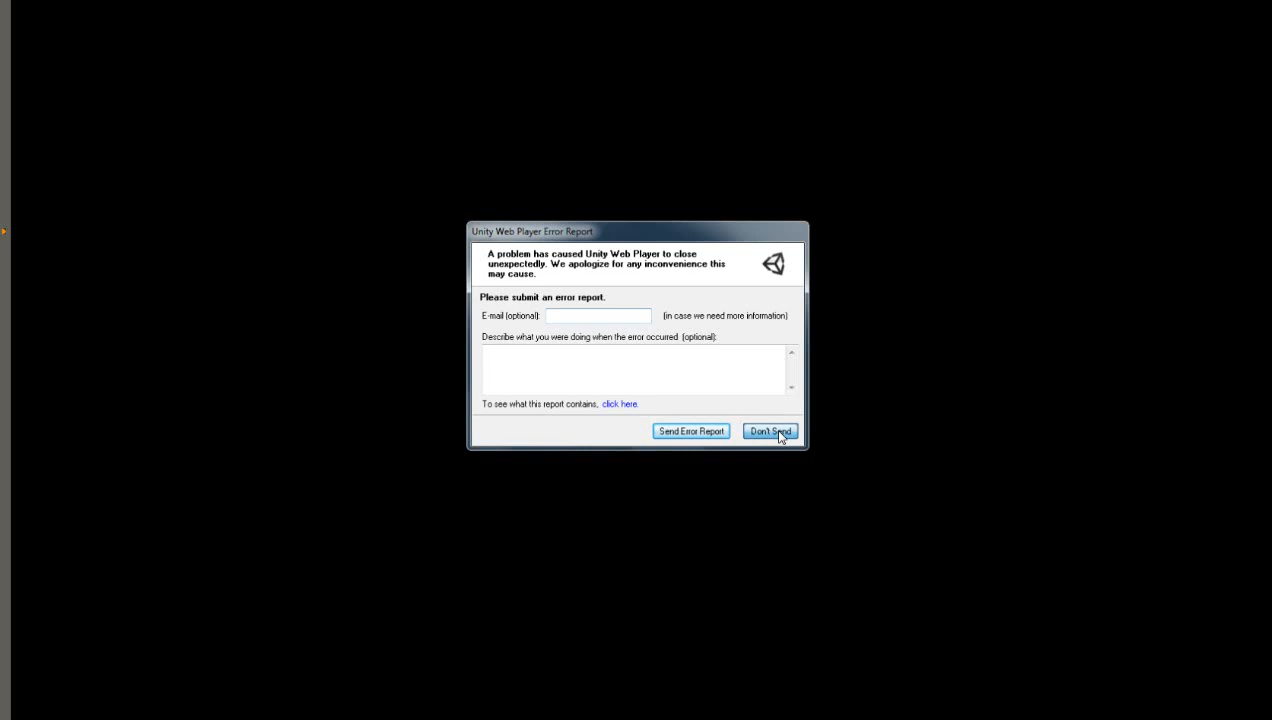 Unity Web Player Error Report
A problem has caused Unity Web Player to close
unexpectedly. We apologize for any inconvenience this
may cause.
Please submit an error report.
E-mail (optional): (in case we need more information)
Describe what you were doing when the error occurred (optional):
To see what this report contains, click here.
Send Error Report Don't Send